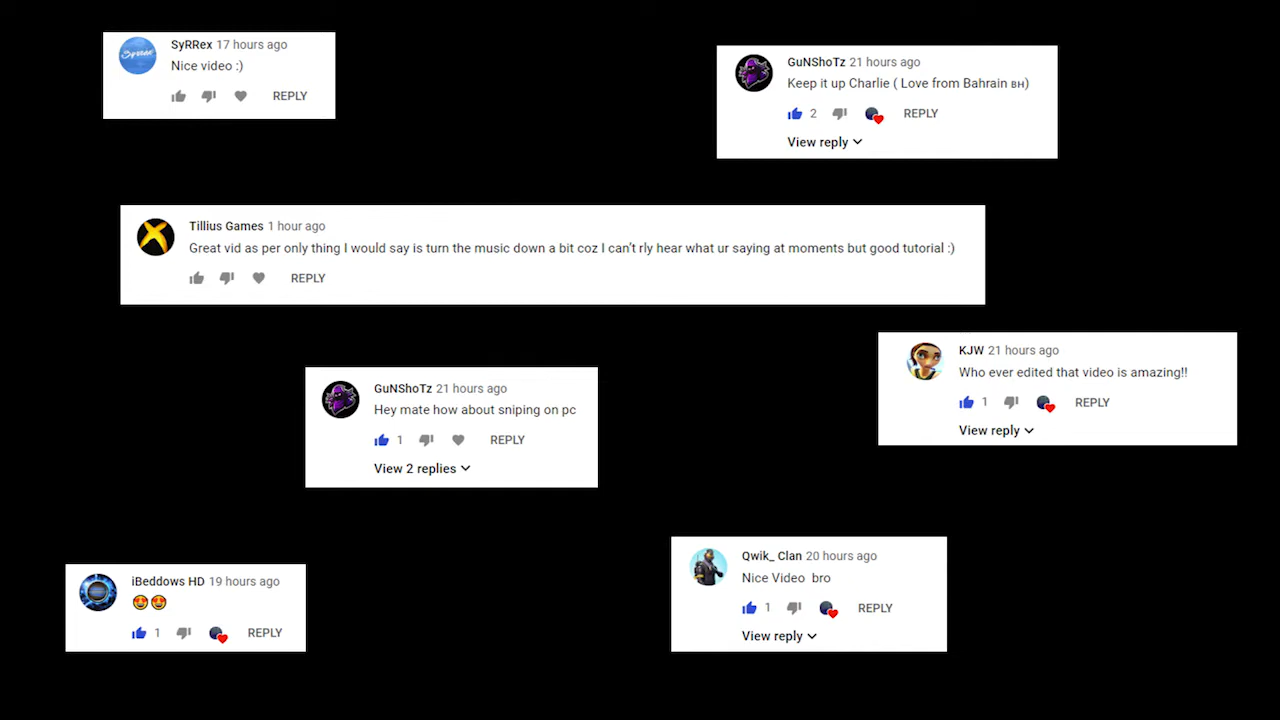 SyRRex 17 hours ago
Nice video :)
REPLY
GuNShoTz 21 hours ago
Keep it up Charlie ( Love from Bahrain ʙʜ)
2 REPLY
View reply
Tillius Games 1 hour ago
Great vid as per only thing I would say is turn the music down a bit coz I can't rly hear what ur saying at moments but good tutorial :)
REPLY
KJW 21 hours ago
Who ever edited that video is amazing!!
1 REPLY
View reply
GuNShoTz 21 hours ago
Hey mate how about sniping on pc
1 REPLY
View 2 replies
Qwik_ Clan 20 hours ago
Nice Video  bro
1 REPLY
View reply
iBeddows HD 19 hours ago
😍😍
1 REPLY